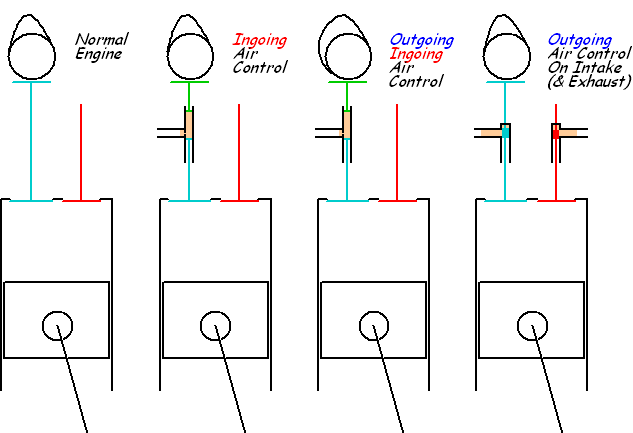 Normal
Engine
Ingoing
Air
Control
Outgoing
Ingoing
Air
Control
Outgoing
Air Control
On Intake
(& Exhaust)